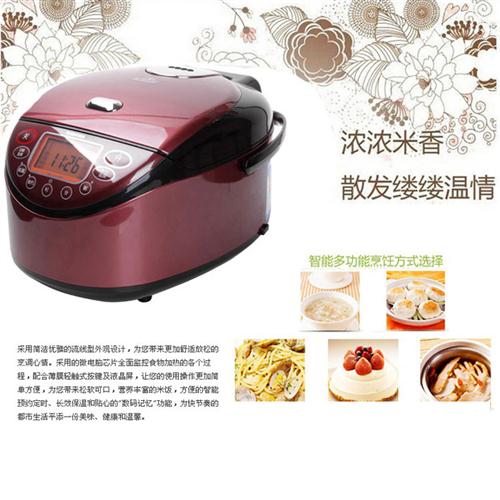 浓浓米香
散发缕缕温情
11:26
智能多功能烹饪方式选择
采用简洁优雅的流线型外观设计，为您带来更加舒适放松的
烹调心情。采用的微电脑芯片全面监控食物加热的各个过
程，配合薄膜轻触式按键及液晶屏，让您的使用操作更加简
单方便，为您带来松软可口，营养丰富的米饭，方便的智能
预约定时、长效保温和贴心的“数码记忆”功能，为快节奏的
都市生活平添一份美味、健康和温馨。